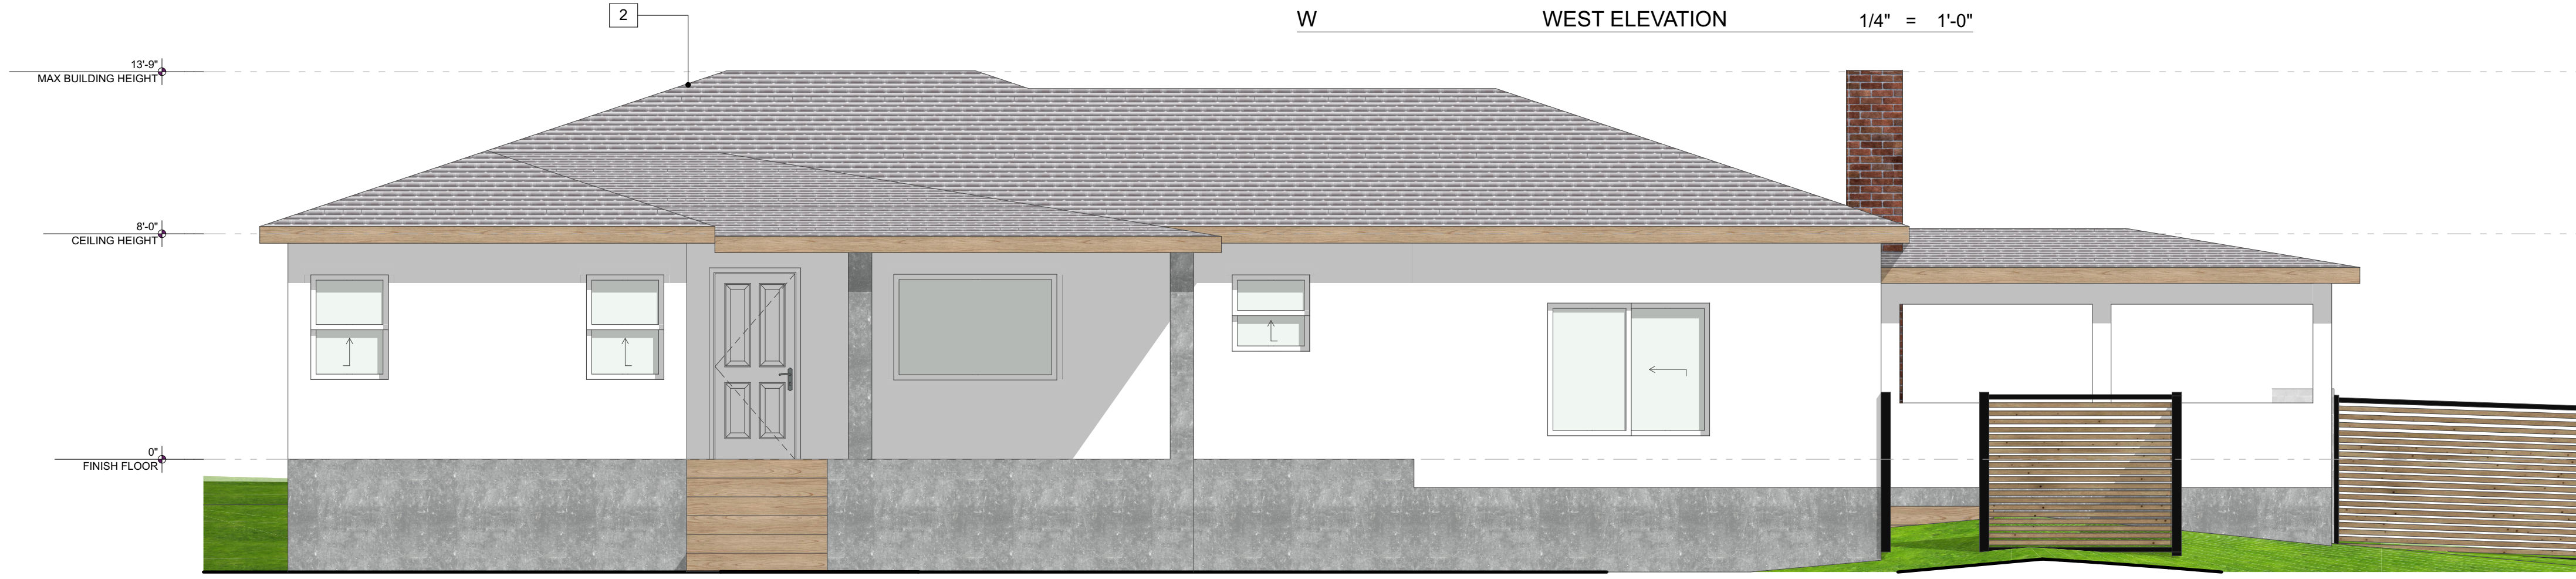 2
W WEST ELEVATION 1/4" = 1'-0"
13'-9"
MAX BUILDING HEIGHT
8'-0"
CEILING HEIGHT
0"
FINISH FLOOR